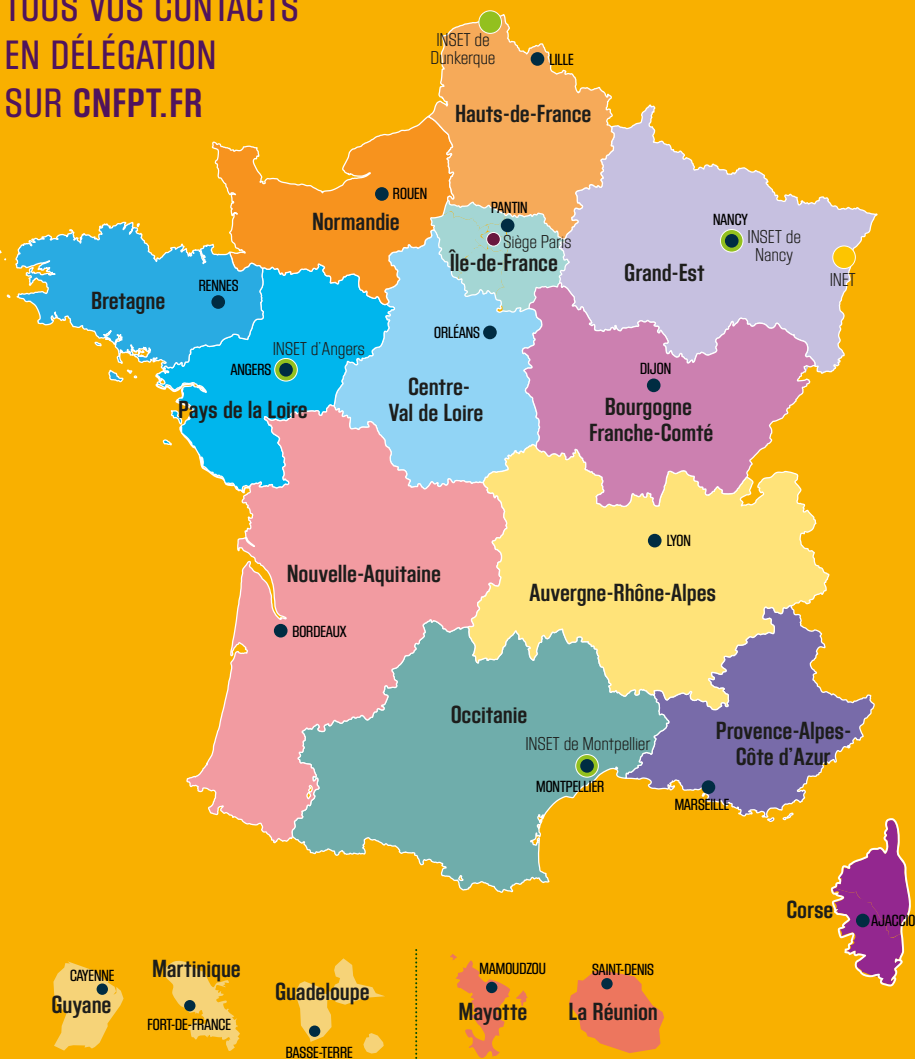 TOUS VOS CONTACTS
EN DÉLÉGATION
SUR CNFPT.FR
INSET de
Dunkerque
LILLE
Hauts-de-France
ROUEN
Normandie
PANTIN
Siège Paris
Île-de-France
NANCY
INSET de
Nancy
Grand-Est
INET
RENNES
Bretagne
ORLÉANS
INSET d'Angers
ANGERS
Pays de la Loire
Centre-
Val de Loire
DIJON
Bourgogne
Franche-Comté
LYON
Nouvelle-Aquitaine
Auvergne-Rhône-Alpes
BORDEAUX
Occitanie
INSET de Montpellier
MONTPELLIER
Provence-Alpes-
Côte d'Azur
MARSEILLE
Corse
AJACCIO
CAYENNE
Guyane
Martinique
FORT-DE-FRANCE
Guadeloupe
BASSE-TERRE
MAMOUDZOU
Mayotte
SAINT-DENIS
La Réunion